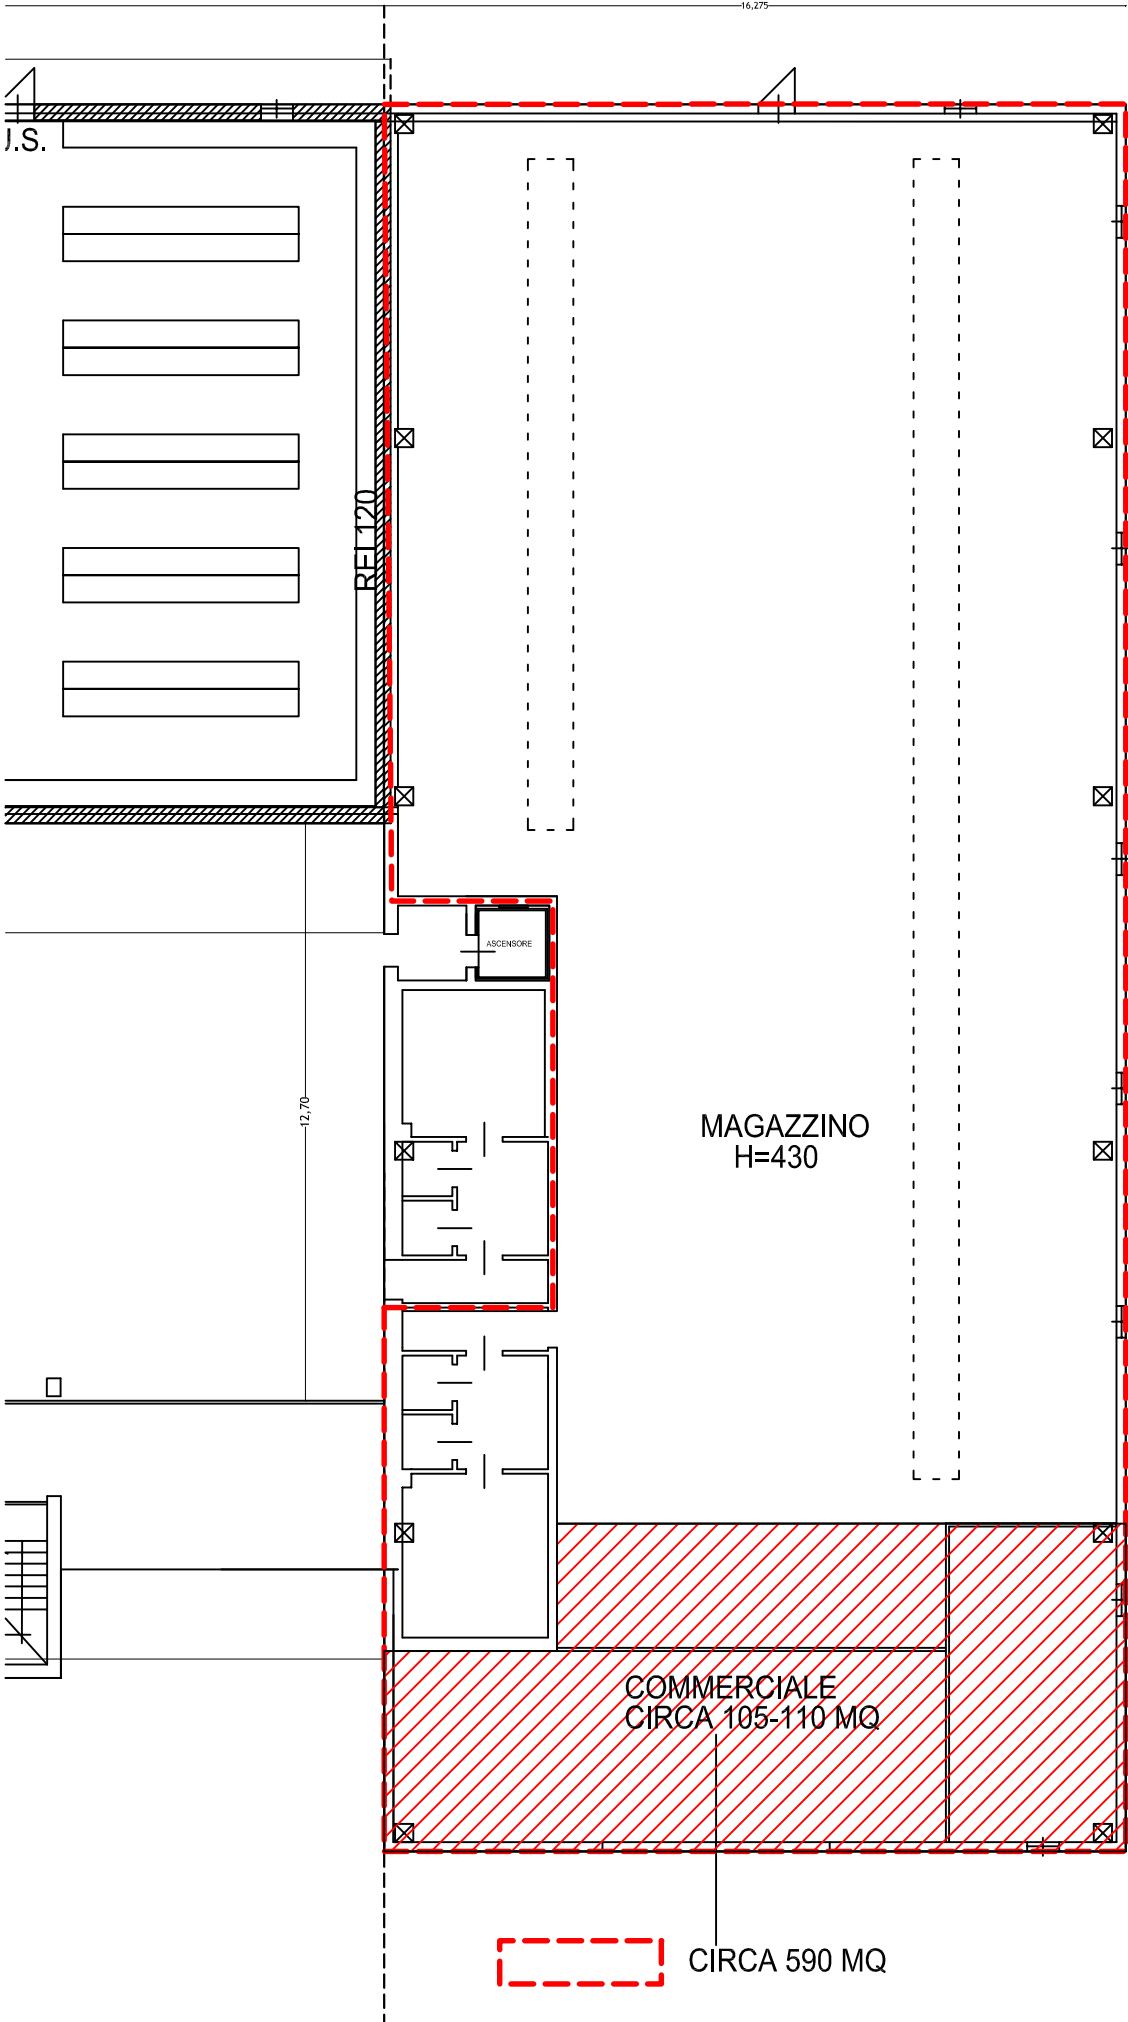 16,275
J.S.
REI 120
ASCENSORE
12,70
MAGAZZINO
H=430
COMMERCIALE
CIRCA 105-110 MQ
CIRCA 590 MQ